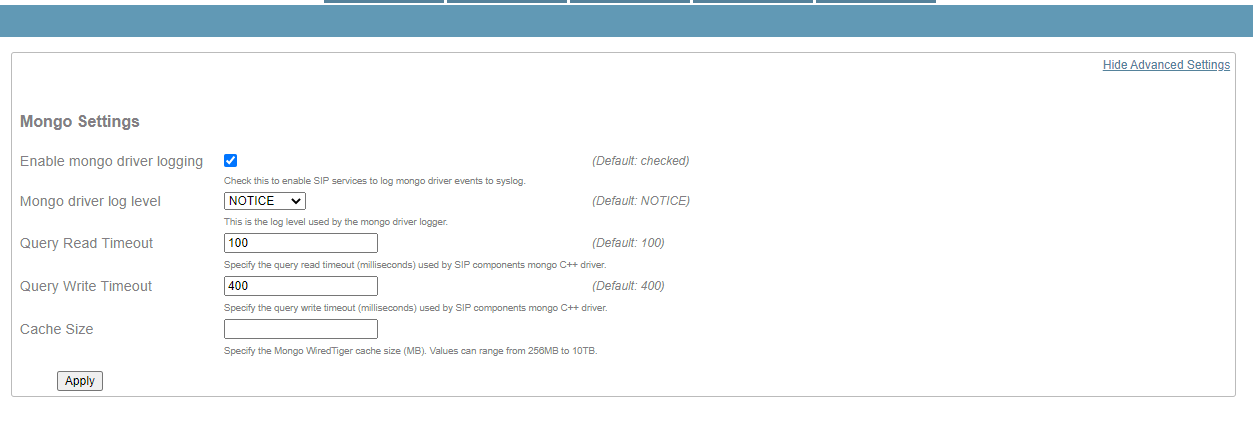 Hide Advanced Settings
Mongo Settings
Enable mongo driver logging (Default: checked)
Check this to enable SIP services to log mongo driver events to syslog.
Mongo driver log level NOTICE (Default: NOTICE)
This is the log level used by the mongo driver logger.
Query Read Timeout 100 (Default: 100)
Specify the query read timeout (milliseconds) used by SIP components mongo C++ driver.
Query Write Timeout 400 (Default: 400)
Specify the query write timeout (milliseconds) used by SIP components mongo C++ driver.
Cache Size
Specify the Mongo WiredTiger cache size (MB). Values can range from 256MB to 10TB.
Apply